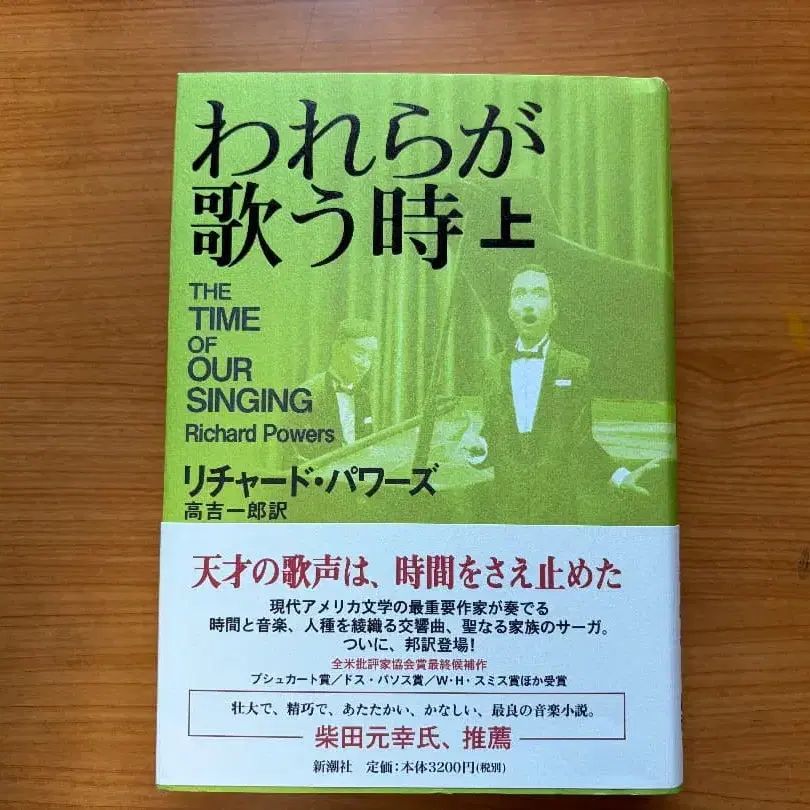 われらが
歌う時 上
THE
TIME
OF
OUR
SINGING
Richard Powers
リチャード・パワーズ
高吉一郎訳
天才の歌声は、時間をさえ止めた
現代アメリカ文学の最重要作家が奏でる
時間と音楽、人種を綾織る交響曲、聖なる家族のサーガ。
ついに、邦訳登場!
全米批評家協会賞最終候補作
プシュカート賞/ドス・パソス賞/W・H・スミス賞ほか受賞
壮大で、精巧で、あたたかい、かなしい、最良の音楽小説。
柴田元幸氏、推薦
新潮社 定価:本体3200円(税別)